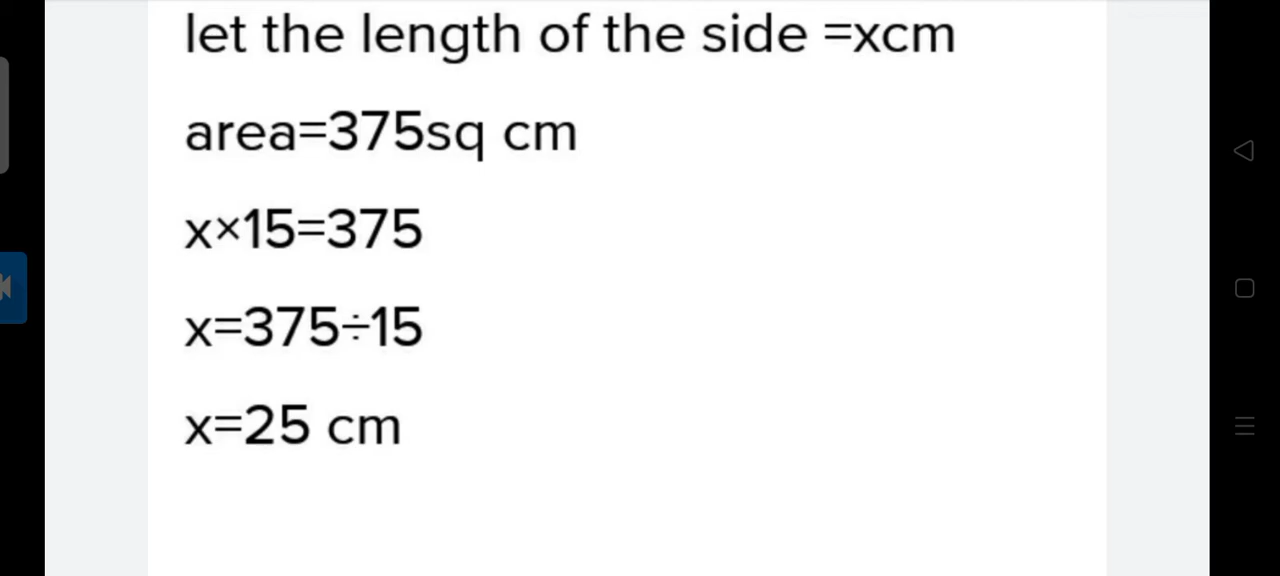 let the length of the side =xcm
area=375sq cm
x×15=375
x=375÷15
x=25 cm